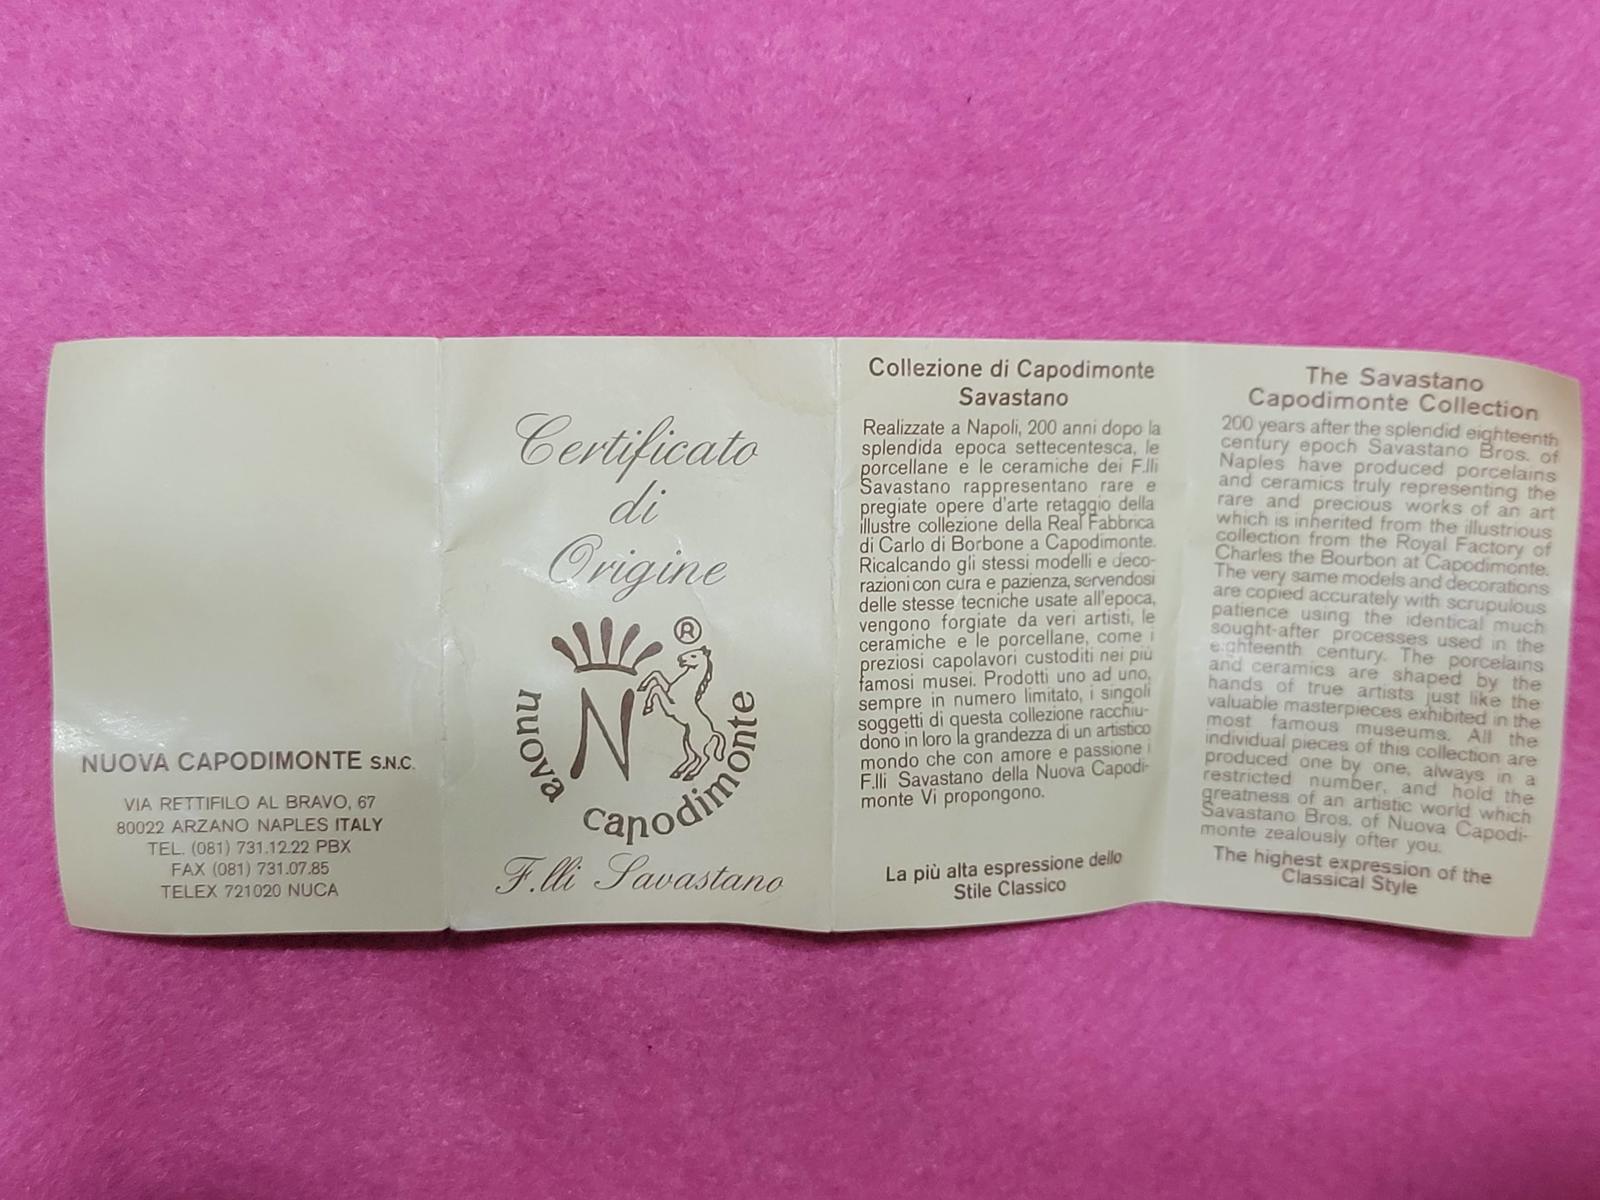 NUOVA CAPODIMONTE S.N.C.
VIA RETTIFILO AL BRAVO, 67
80022 ARZANO NAPLES ITALY
TEL. (081) 731.12.22 PBX
FAX (081) 731.07.85
TELEX 721020 NUCA
Certificato
di
Origine
®
N
nuova capodimonte
F.lli Savastano
Collezione di Capodimonte
Savastano
Realizzate a Napoli, 200 anni dopo la
splendida epoca settecentesca, le
porcellane e le ceramiche dei F.lli
Savastano rappresentano rare e
pregiate opere d'arte retaggio della
illustre collezione della Real Fabbrica
di Carlo di Borbone a Capodimonte.
Ricalcando gli stessi modelli e deco-
razioni con cura e pazienza, servendosi
delle stesse tecniche usate all'epoca,
vengono forgiate da veri artisti, le
ceramiche e le porcellane, come i
preziosi capolavori custoditi nei più
famosi musei. Prodotti uno ad uno,
sempre in numero limitato, i singoli
soggetti di questa collezione racchiu-
dono in loro la grandezza di un artistico
mondo che con amore e passione i
F.lli Savastano della Nuova Capodi-
monte Vi propongono.
La più alta espressione dello
Stile Classico
The Savastano
Capodimonte Collection
200 years after the splendid eighteenth
century epoch Savastano Bros. of
Naples have produced porcelains
and ceramics truly representing the
rare and precious works of an art
which is inherited from the illustrious
collection from the Royal Factory of
Charles the Bourbon at Capodimonte.
The very same models and decorations
are copied accurately with scrupulous
patience using the identical much
sought-after processes used in the
eighteenth century. The porcelains
and ceramics are shaped by the
hands of true artists just like the
valuable masterpieces exhibited in the
most famous museums. All the
individual pieces of this collection are
produced one by one, always in a
restricted number, and hold the
greatness of an artistic world which
Savastano Bros. of Nuova Capodi-
monte zealously ofter you.
The highest expression of the
Classical Style